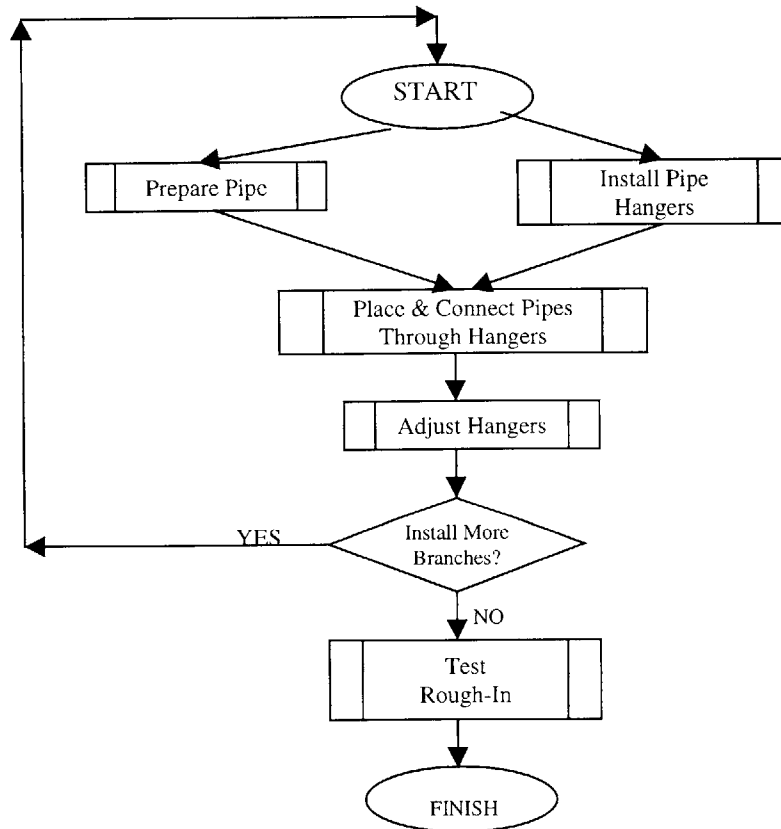 START
Prepare Pipe
Install Pipe
Hangers
Place & Connect Pipes
Through Hangers
Adjust Hangers
Install More
Branches?
YES
NO
Test
Rough-In
FINISH